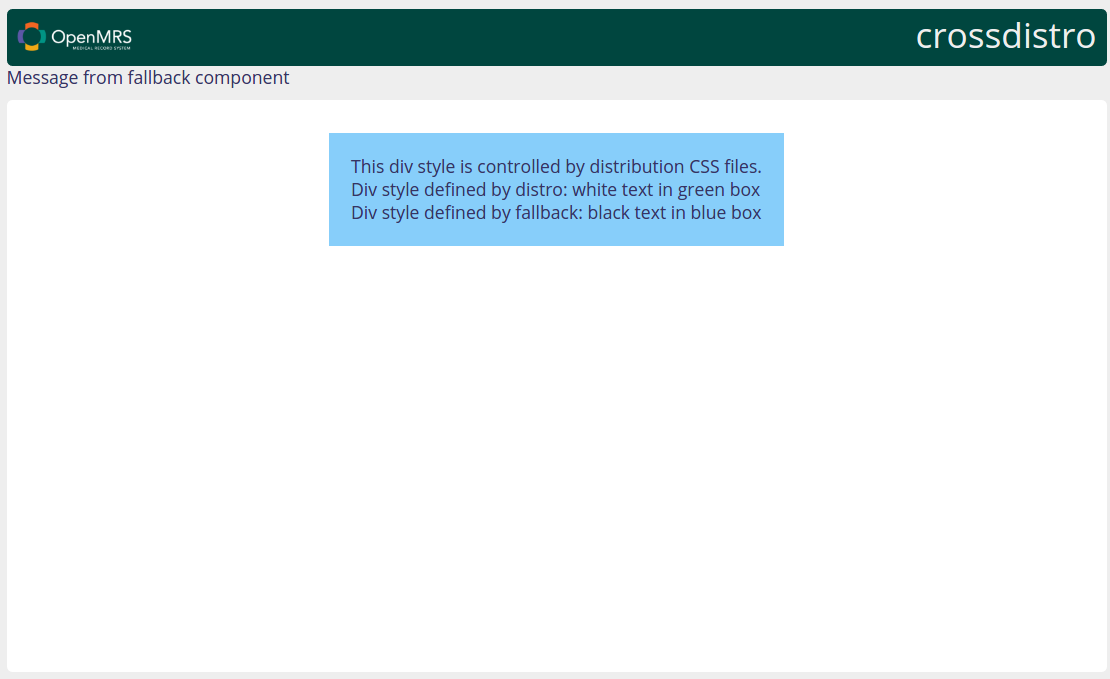 OpenMRS
MEDICAL RECORD SYSTEM
crossdistro
Message from fallback component
This div style is controlled by distribution CSS files.
Div style defined by distro: white text in green box
Div style defined by fallback: black text in blue box